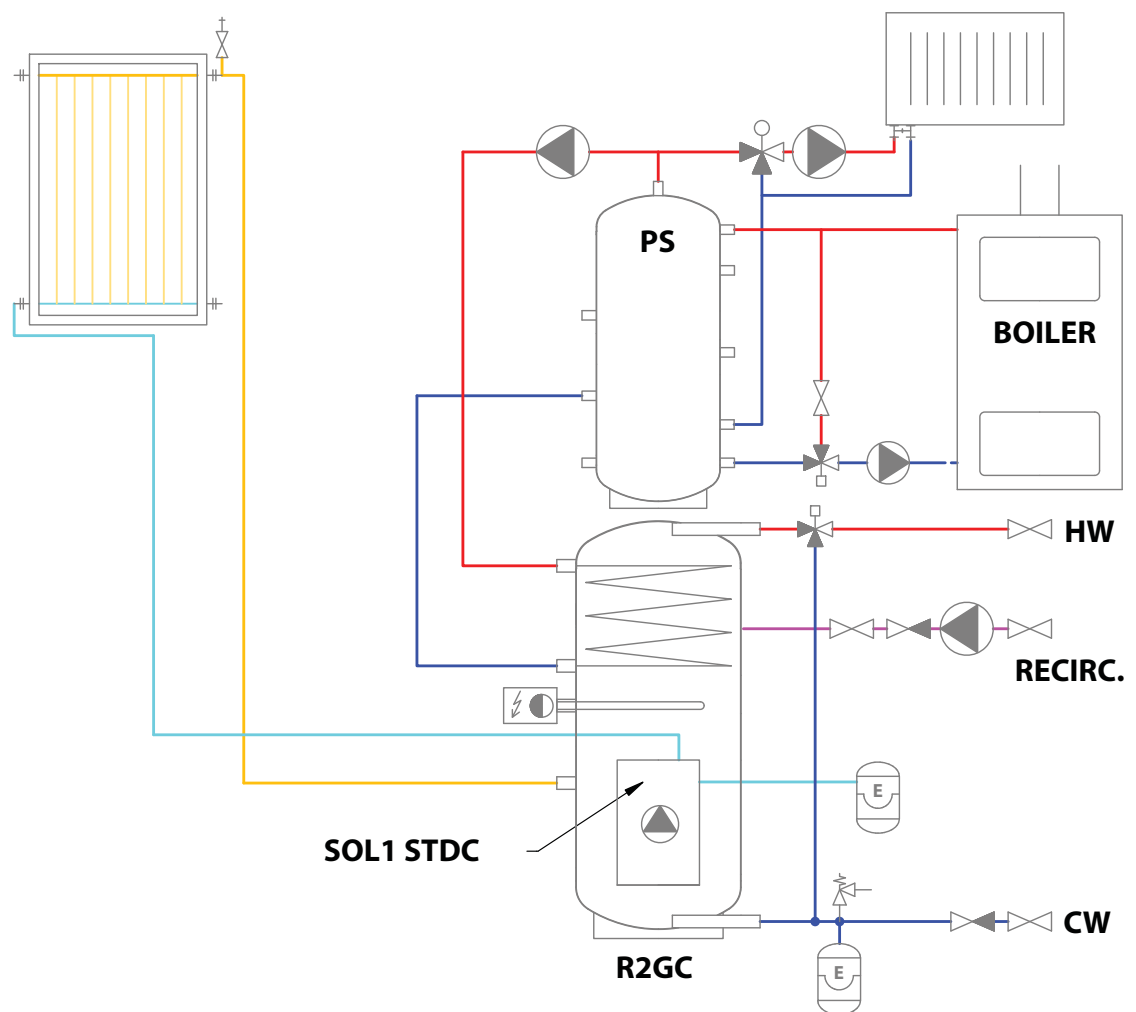 PS
BOILER
HW
RECIRC.
E
SOL1 STDC
CW
R2GC
E